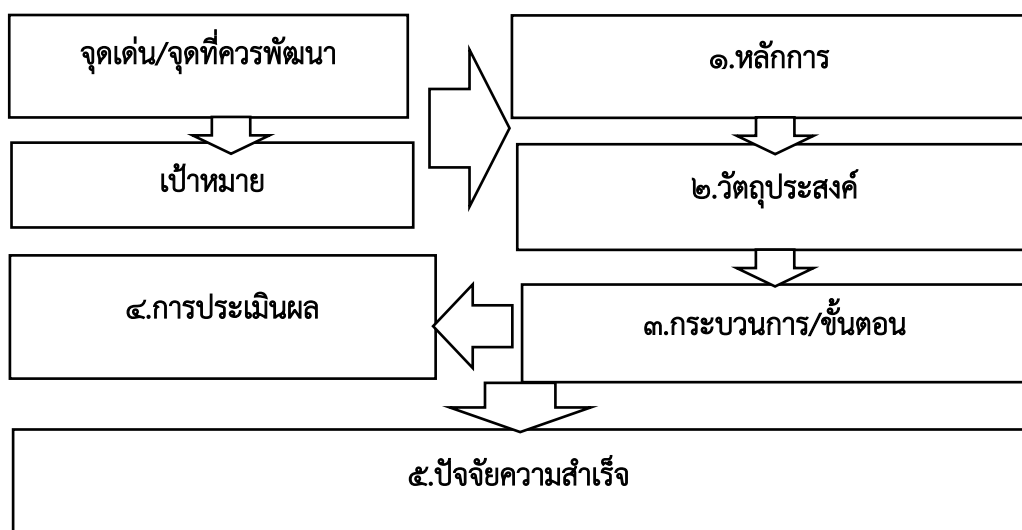 จุดเด่น/จุดที่ควรพัฒนา
เป้าหมาย
๑.หลักการ
๒.วัตถุประสงค์
๓.กระบวนการ/ขั้นตอน
๔.การประเมินผล
๕.ปัจจัยความสำเร็จ